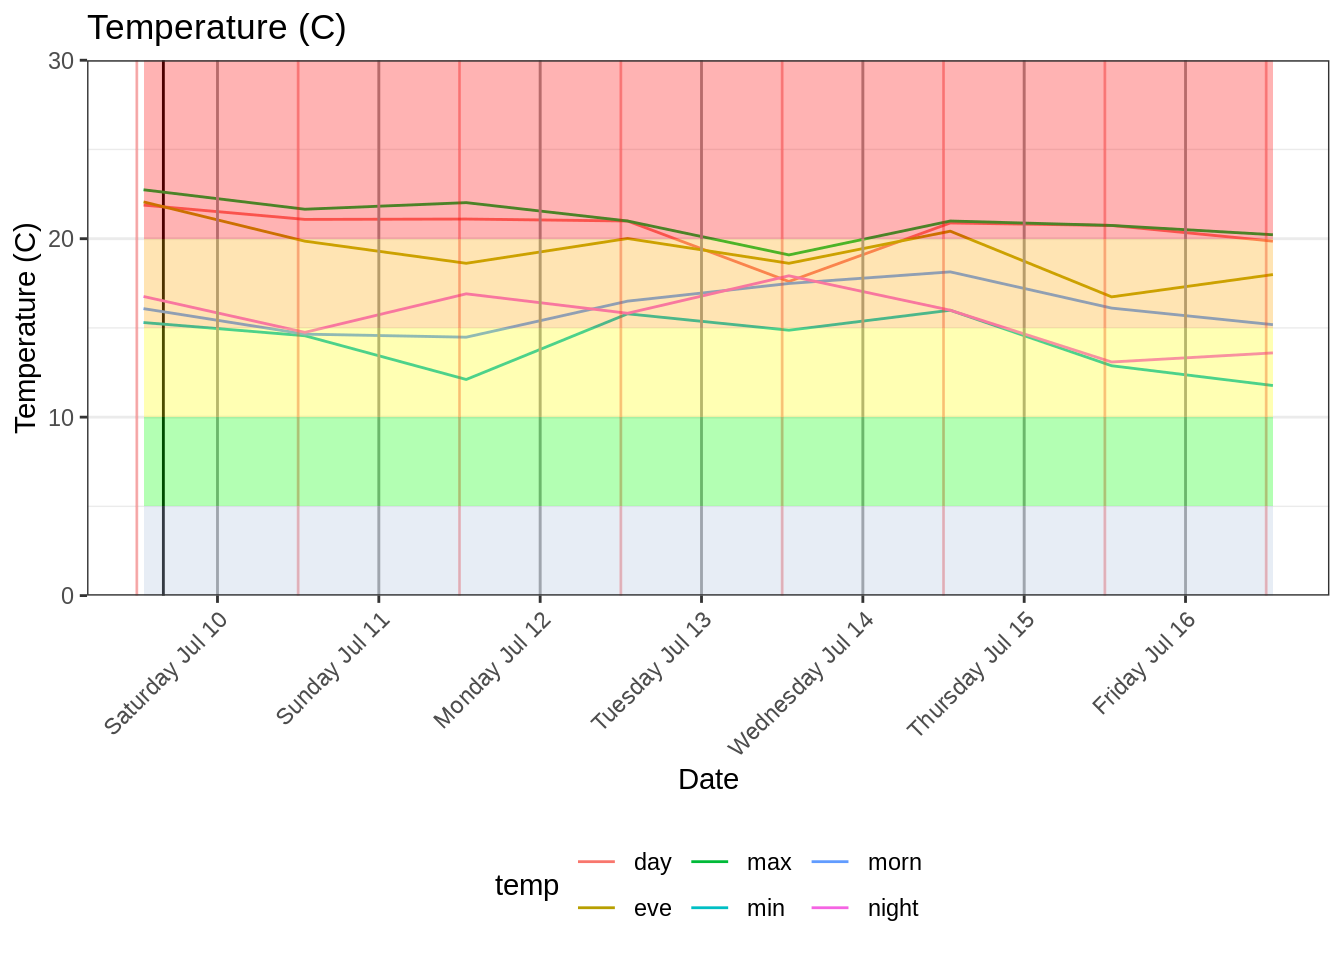 Temperature (C)
Temperature (C)
30
20
10
0
Saturday Jul 10
Sunday Jul 11
Monday Jul 12
Tuesday Jul 13
Wednesday Jul 14
Thursday Jul 15
Friday Jul 16
Date
temp
day max morn
eve min night